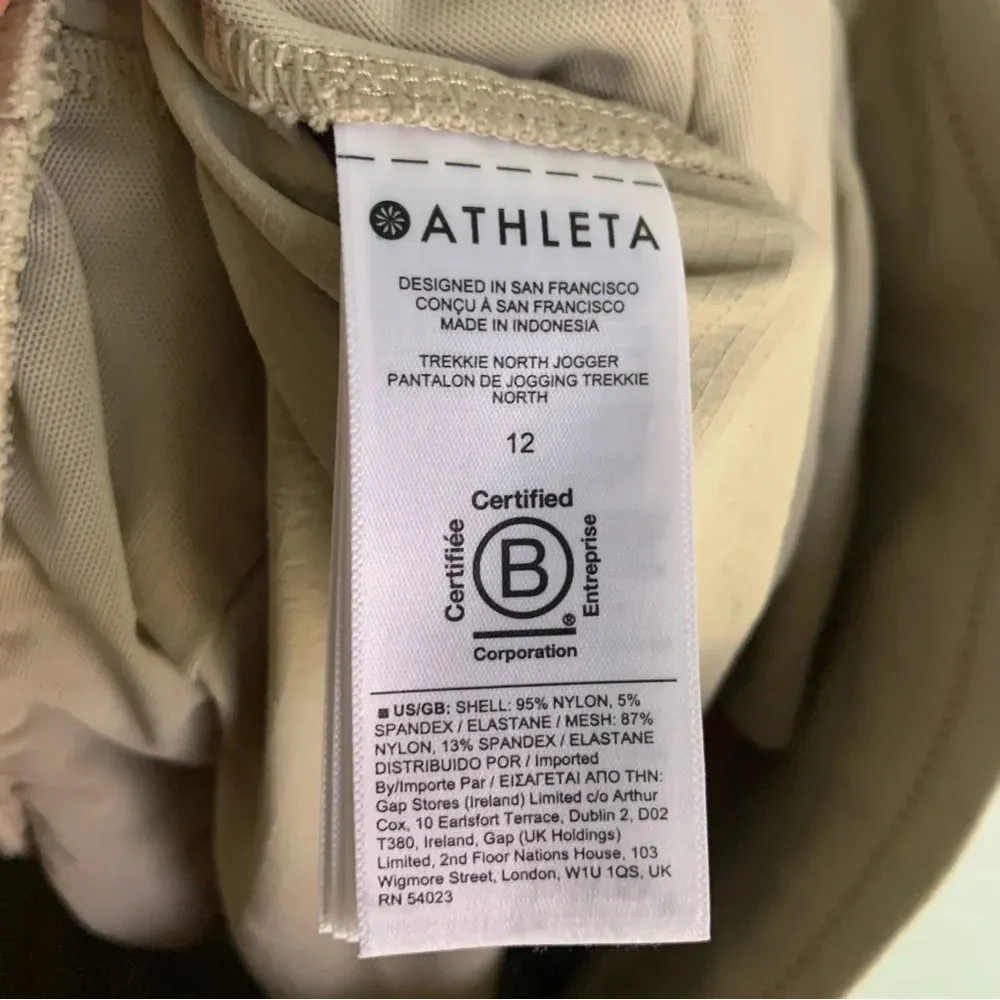 ATHLETA
DESIGNED IN SAN FRANCISCO
CONÇU À SAN FRANCISCO
MADE IN INDONESIA
TREKKIE NORTH JOGGER
PANTALON DE JOGGING TREKKIE
NORTH
12
Certified
Certifiée
B
Entreprise
®
Corporation
US/GB: SHELL: 95% NYLON, 5%
SPANDEX / ELASTANE / MESH: 87%
NYLON, 13% SPANDEX / ELASTANE
DISTRIBUIDO POR / Imported
By/Importe Par / ΕΙΣΑΓΕΤΑΙ ΑΠΟ ΤΗΝ:
Gap Stores (Ireland) Limited c/o Arthur
Cox, 10 Earlsfort Terrace, Dublin 2, D02
T380, Ireland, Gap (UK Holdings)
Limited, 2nd Floor Nations House, 103
Wigmore Street, London, W1U 1QS, UK
RN 54023